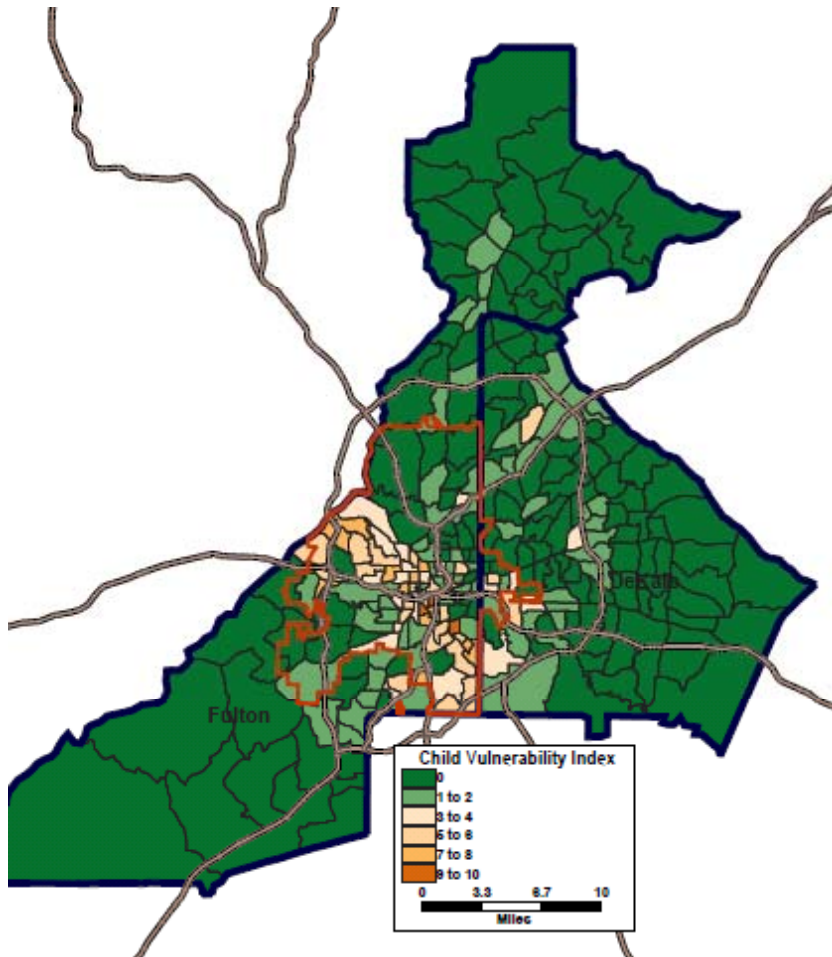 Dekalb
Fulton
Child Vulnerability Index
0
1 to 2
3 to 4
5 to 6
7 to 8
9 to 10
0 3.3 6.7 10
Miles